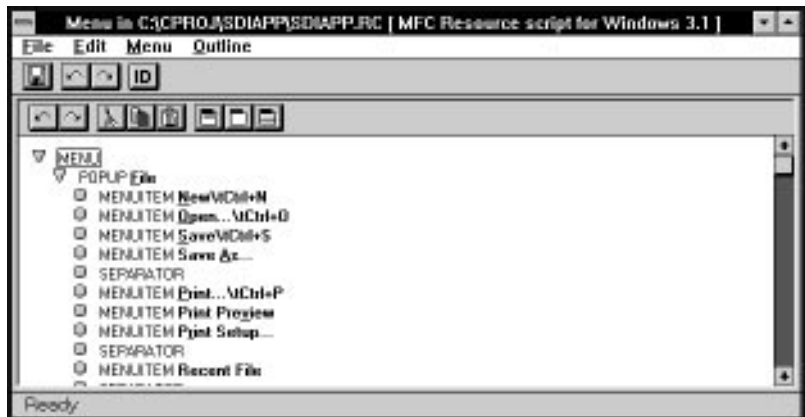 Menu in C:\CPROJ\SDIAPP\SDIAPP.RC [ MFC Resource script for Windows 3.1 ]
File Edit Menu Outline
ID
MENU
POPUP File
MENUITEM New\tCtrl+N
MENUITEM Open...\tCtrl+O
MENUITEM Save\tCtrl+S
MENUITEM Save As...
SEPARATOR
MENUITEM Print...\tCtrl+P
MENUITEM Print Preview
MENUITEM Print Setup...
SEPARATOR
MENUITEM Recent File
Ready